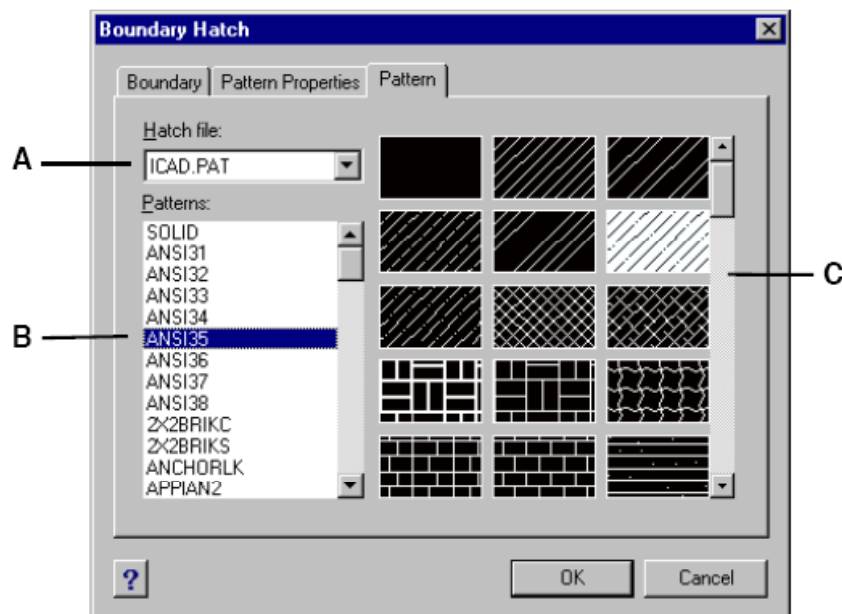 Boundary Hatch
Boundary Pattern Properties Pattern
Hatch file:
A
ICAD.PAT
Patterns:
SOLID
ANSI31
ANSI32
C
ANSI33
ANSI34
B
ANSI35
ANSI36
ANSI37
ANSI38
2X2BRIKC
2X2BRIKS
ANCHORLK
APPIAN2
? OK Cancel